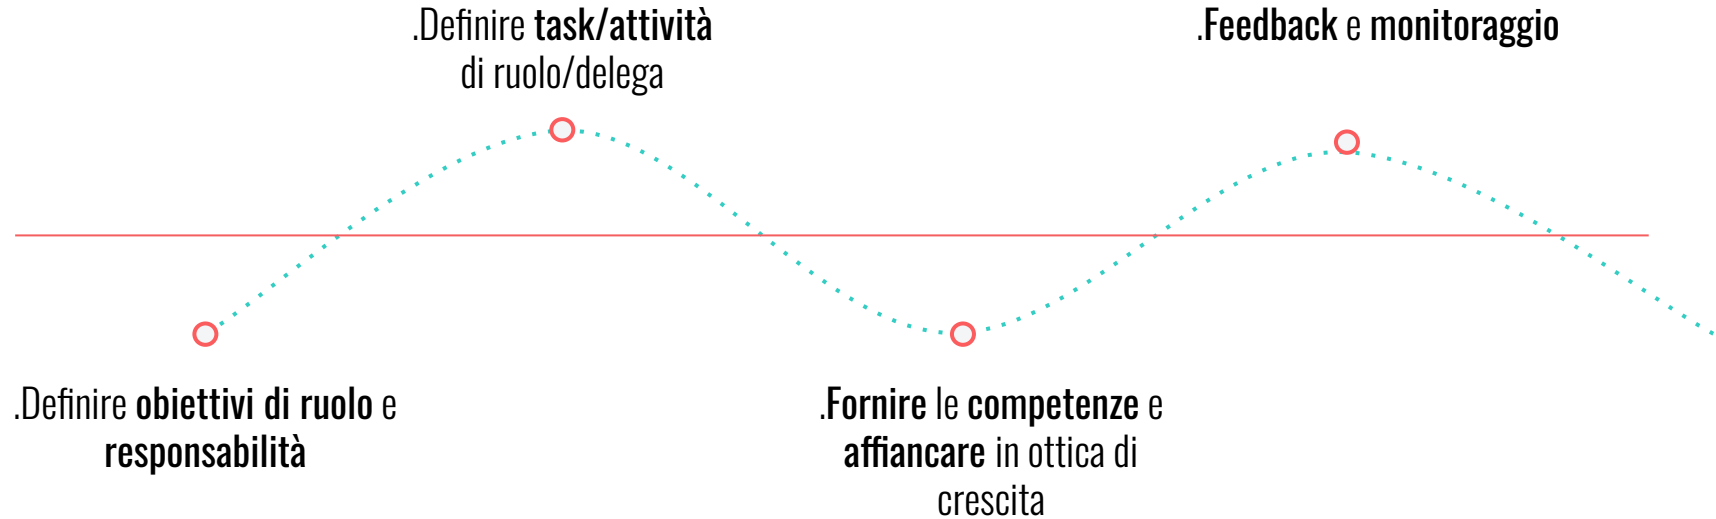 .Definire task/attività
di ruolo/delega
.Feedback e monitoraggio
.Definire obiettivi di ruolo e
responsabilità
.Fornire le competenze e
affiancare in ottica di
crescita